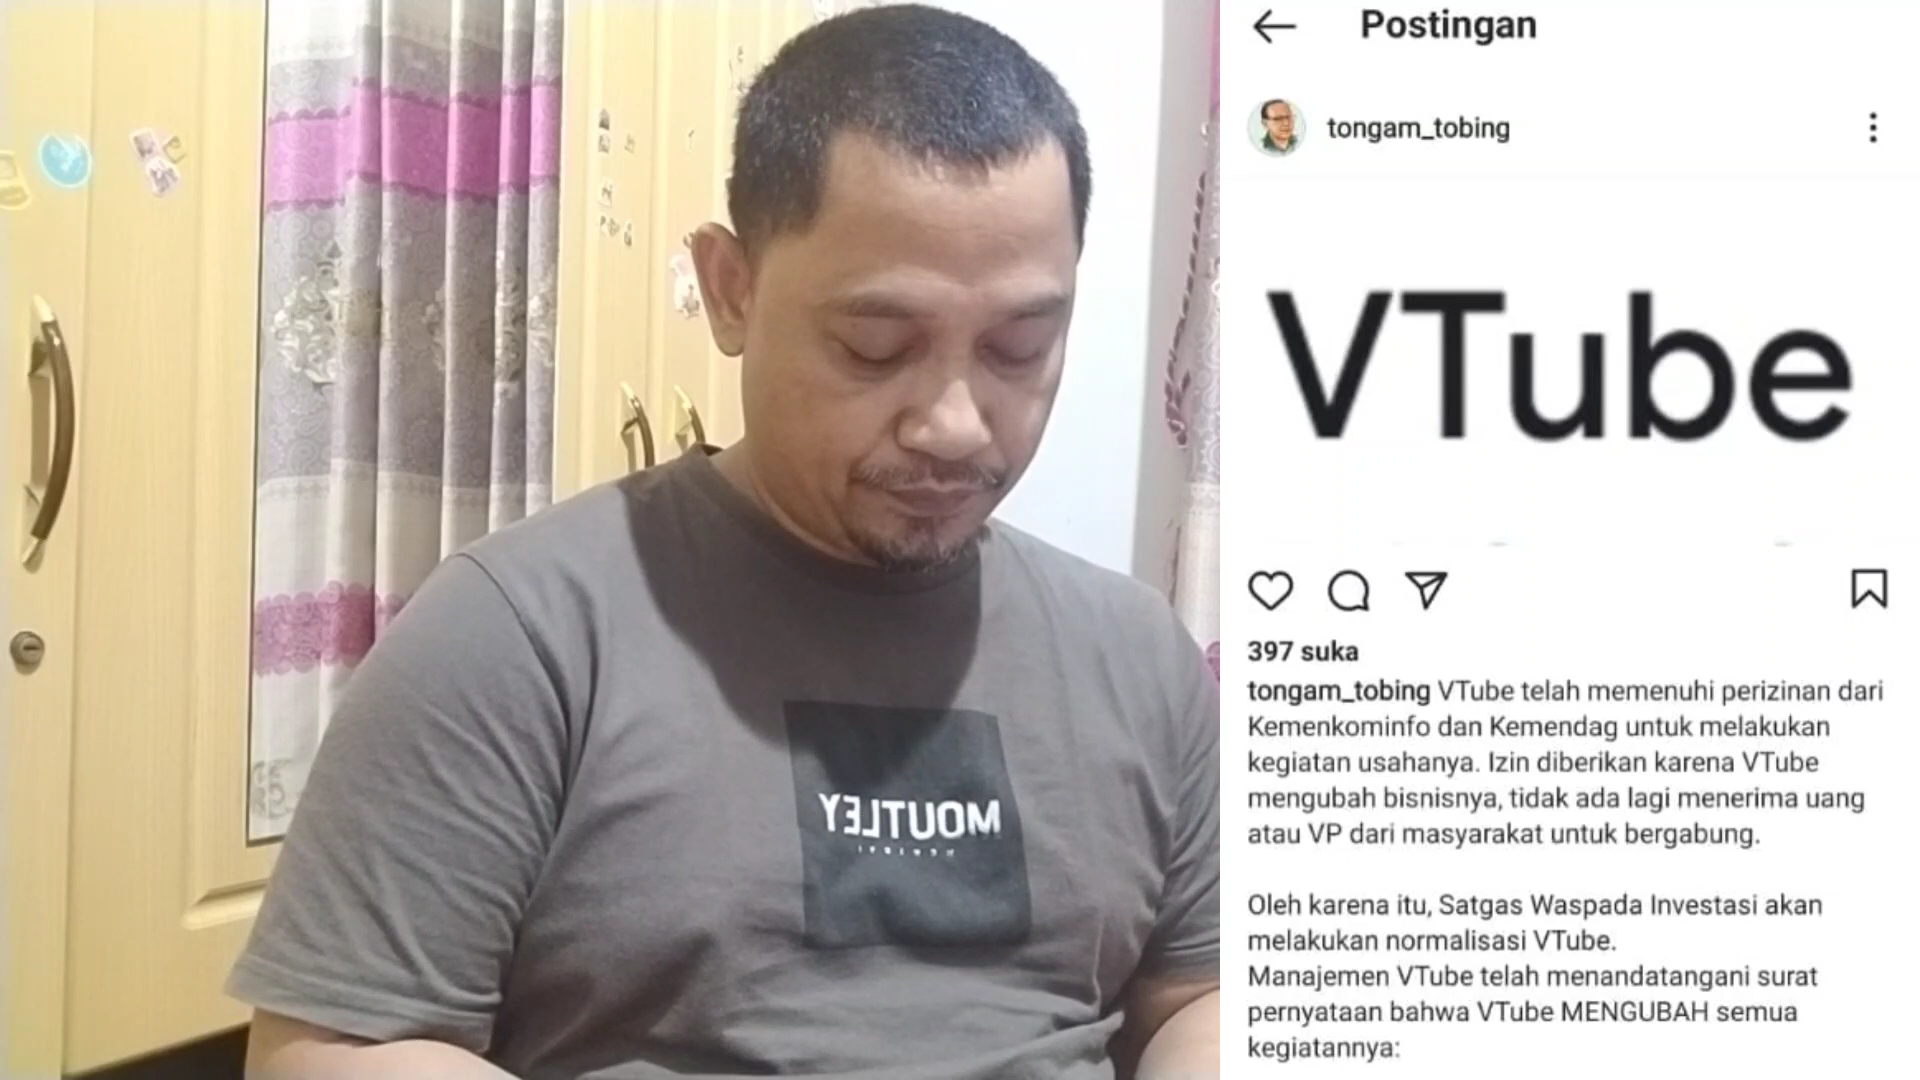 MOUTLEY
Postingan
tongam_tobing
VTube
397 suka
tongam_tobing VTube telah memenuhi perizinan dari
Kemenkominfo dan Kemendag untuk melakukan
kegiatan usahanya. Izin diberikan karena VTube
mengubah bisnisnya, tidak ada lagi menerima uang
atau VP dari masyarakat untuk bergabung.
Oleh karena itu, Satgas Waspada Investasi akan
melakukan normalisasi VTube.
Manajemen VTube telah menandatangani surat
pernyataan bahwa VTube MENGUBAH semua
kegiatannya: